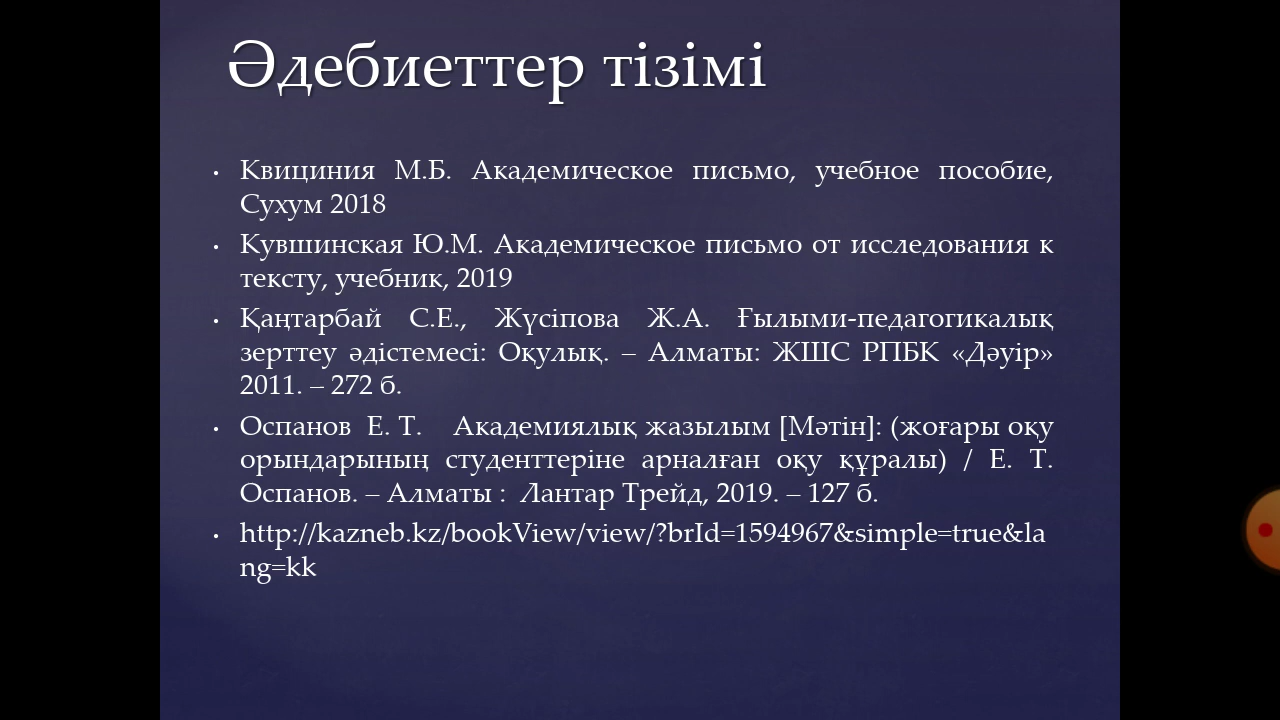 Әдебиеттер тізімі
• Квициния М.Б. Академическое письмо, учебное пособие,
Сухум 2018
• Кувшинская Ю.М. Академическое письмо от исследования к
тексту, учебник, 2019
• Қаңтарбай С.Е., Жүсіпова Ж.А. Ғылыми-педагогикалық
зерттеу әдістемесі: Оқулық. – Алматы: ЖШС РПБК «Дәуір»
2011. – 272 б.
• Оспанов Е. Т. Академиялық жазылым [Мәтін]: (жоғары оқу
орындарының студенттеріне арналған оқу құралы) / Е. Т.
Оспанов. – Алматы : Лантар Трейд, 2019. – 127 б.
• http://kazneb.kz/bookView/view/?brId=1594967&simple=true&la
ng=kk